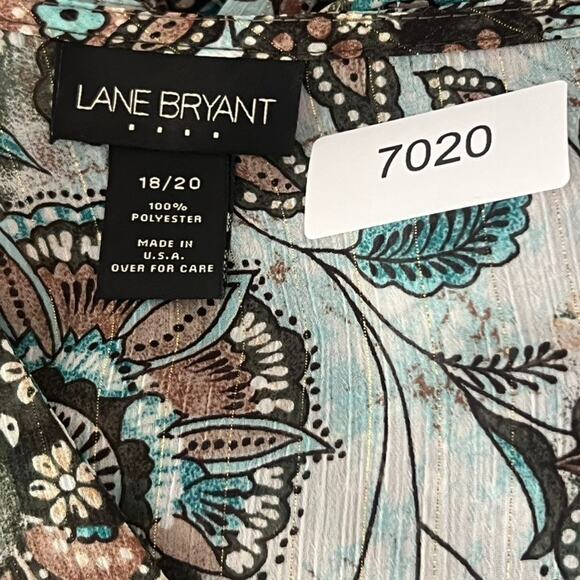 LANE BRYANT
7020
18/20
100%
POLYESTER
MADE IN
U.S.A.
OVER FOR CARE